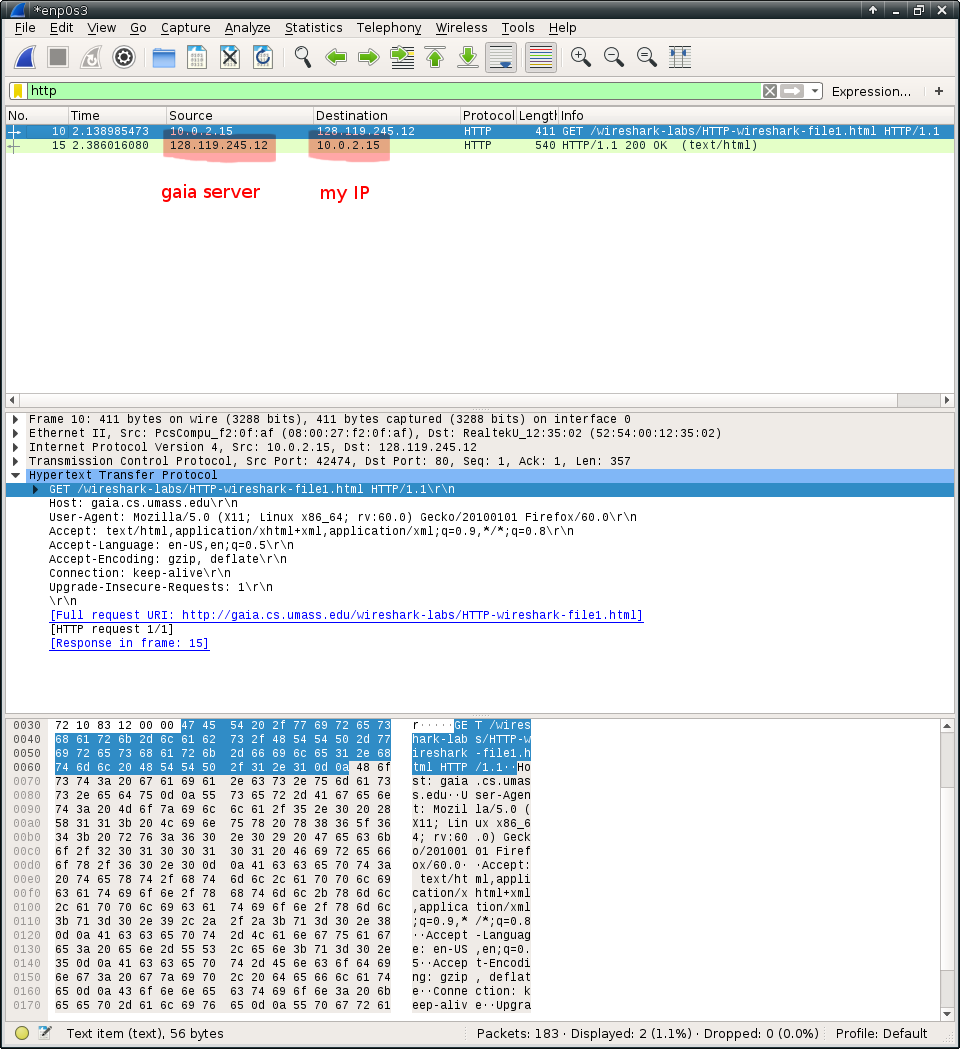 *enp0s3
File Edit View Go Capture Analyze Statistics Telephony Wireless Tools Help
http Expression... +
No. Time Source Destination Protocol Length Info
10 2.138985473 10.0.2.15 128.119.245.12 HTTP 411 GET /wireshark-labs/HTTP-wireshark-file1.html HTTP/1.1
15 2.386016080 128.119.245.12 10.0.2.15 HTTP 540 HTTP/1.1 200 OK (text/html)
gaia server my IP
Frame 10: 411 bytes on wire (3288 bits), 411 bytes captured (3288 bits) on interface 0
Ethernet II, Src: PcsCompu_f2:0f:af (08:00:27:f2:0f:af), Dst: RealtekU_12:35:02 (52:54:00:12:35:02)
Internet Protocol Version 4, Src: 10.0.2.15, Dst: 128.119.245.12
Transmission Control Protocol, Src Port: 42474, Dst Port: 80, Seq: 1, Ack: 1, Len: 357
Hypertext Transfer Protocol
GET /wireshark-labs/HTTP-wireshark-file1.html HTTP/1.1\r\n
Host: gaia.cs.umass.edu\r\n
User-Agent: Mozilla/5.0 (X11; Linux x86_64; rv:60.0) Gecko/20100101 Firefox/60.0\r\n
Accept: text/html,application/xhtml+xml,application/xml;q=0.9,*/*;q=0.8\r\n
Accept-Language: en-US,en;q=0.5\r\n
Accept-Encoding: gzip, deflate\r\n
Connection: keep-alive\r\n
Upgrade-Insecure-Requests: 1\r\n
\r\n
[Full request URI: http://gaia.cs.umass.edu/wireshark-labs/HTTP-wireshark-file1.html]
[HTTP request 1/1]
[Response in frame: 15]
0030 72 10 83 12 00 00 47 45 54 20 2f 77 69 72 65 73 r·····GE T /wires
0040 68 61 72 6b 2d 6c 61 62 73 2f 48 54 54 50 2d 77 hark-lab s/HTTP-w
0050 69 72 65 73 68 61 72 6b 2d 66 69 6c 65 31 2e 68 ireshark -file1.h
0060 74 6d 6c 20 48 54 54 50 2f 31 2e 31 0d 0a 48 6f tml HTTP /1.1··Ho
0070 73 74 3a 20 67 61 69 61 2e 63 73 2e 75 6d 61 73 st: gaia .cs.umas
0080 73 2e 65 64 75 0d 0a 55 73 65 72 2d 41 67 65 6e s.edu··U ser-Agen
0090 74 3a 20 4d 6f 7a 69 6c 6c 61 2f 35 2e 30 20 28 t: Mozil la/5.0 (
00a0 58 31 31 3b 20 4c 69 6e 75 78 20 78 38 36 5f 36 X11; Lin ux x86_6
00b0 34 3b 20 72 76 3a 36 30 2e 30 29 20 47 65 63 6b 4; rv:60 .0) Geck
00c0 6f 2f 32 30 31 30 30 31 30 31 20 46 69 72 65 66 o/201001 01 Firef
00d0 6f 78 2f 36 30 2e 30 0d 0a 41 63 63 65 70 74 3a ox/60.0· ·Accept:
00e0 20 74 65 78 74 2f 68 74 6d 6c 2c 61 70 70 6c 69 text/ht ml,appli
00f0 63 61 74 69 6f 6e 2f 78 68 74 6d 6c 2b 78 6d 6c cation/x html+xml
0100 2c 61 70 70 6c 69 63 61 74 69 6f 6e 2f 78 6d 6c ,applica tion/xml
0110 3b 71 3d 30 2e 39 2c 2a 2f 2a 3b 71 3d 30 2e 38 ;q=0.9,* /*;q=0.8
0120 0d 0a 41 63 63 65 70 74 2d 4c 61 6e 67 75 61 67 ··Accept -Languag
0130 65 3a 20 65 6e 2d 55 53 2c 65 6e 3b 71 3d 30 2e e: en-US ,en;q=0.
0140 35 0d 0a 41 63 63 65 70 74 2d 45 6e 63 6f 64 69 5··Accep t-Encodi
0150 6e 67 3a 20 67 7a 69 70 2c 20 64 65 66 6c 61 74 ng: gzip , deflat
0160 65 0d 0a 43 6f 6e 6e 65 63 74 69 6f 6e 3a 20 6b e··Conne ction: k
0170 65 65 70 2d 61 6c 69 76 65 0d 0a 55 70 67 72 61 eep-aliv e··Upgra
Text item (text), 56 bytes Packets: 183 · Displayed: 2 (1.1%) · Dropped: 0 (0.0%) Profile: Default